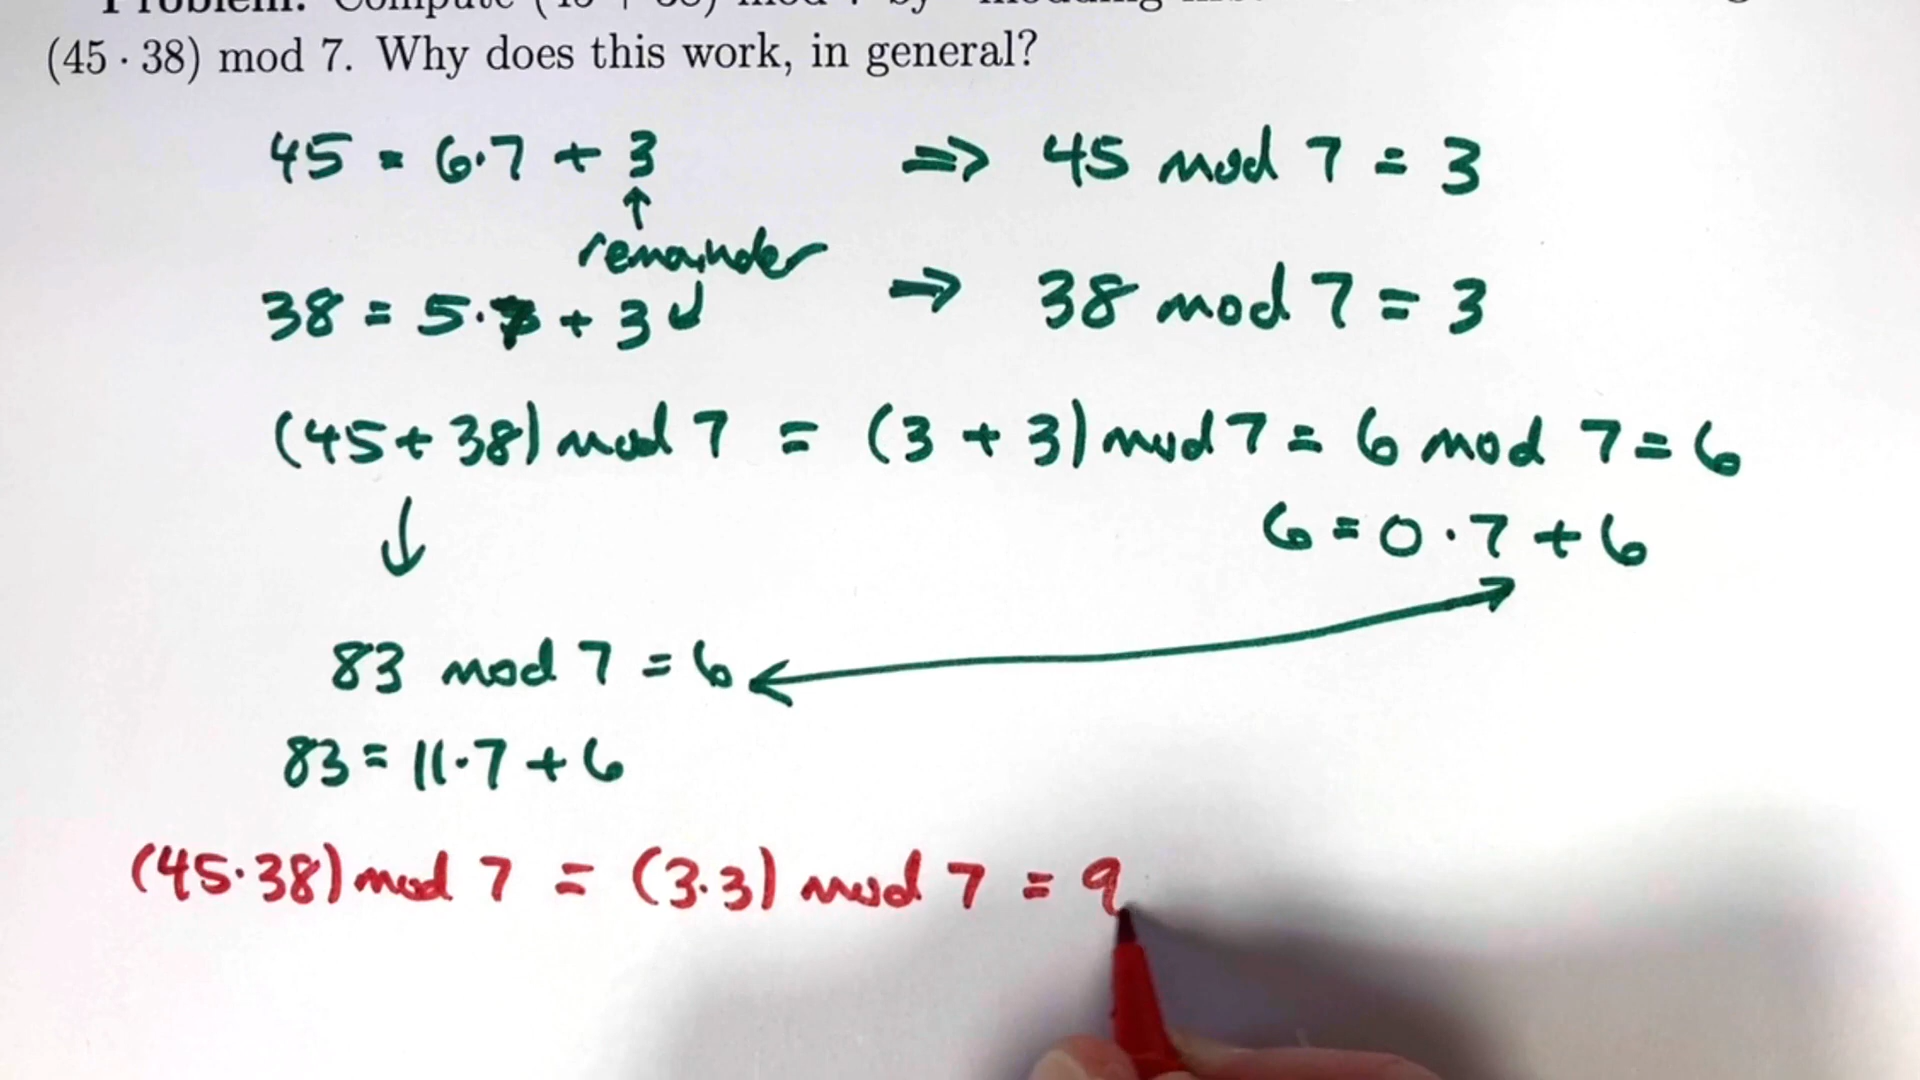 (45 · 38) mod 7. Why does this work, in general?
45 = 6·7 + 3 ⇒ 45 mod 7 = 3
↑
remainder
38 = 5·7 + 3 ⇒ 38 mod 7 = 3
(45+38) mod 7 = (3 + 3) mod 7 = 6 mod 7 = 6
↓ 6 = 0·7 + 6
83 mod 7 = 6
83 = 11·7 + 6
(45·38) mod 7 = (3·3) mod 7 = 9